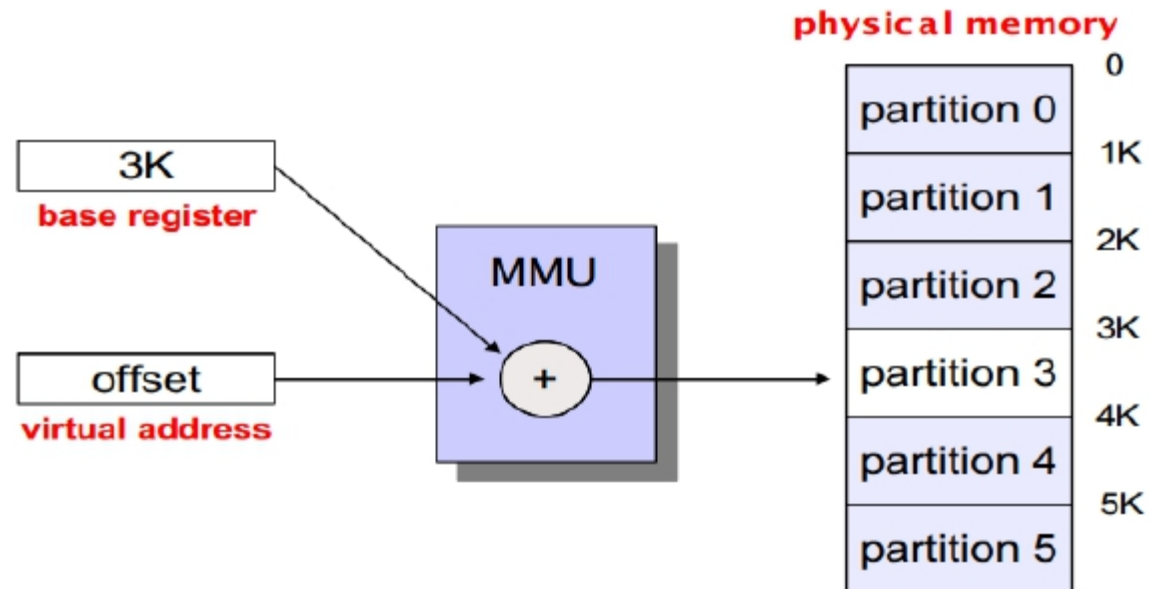 physical memory
0
partition 0
1K
3K
partition 1
base register
2K
MMU
partition 2
3K
offset
+
partition 3
virtual address
4K
partition 4
5K
partition 5